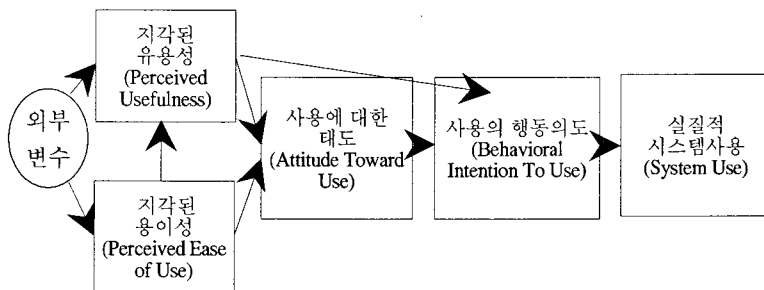 지각된
유용성
(Perceived
Usefulness)
외부
변수
지각된
용이성
(Perceived Ease
of Use)
사용에 대한
태도
(Attitude Toward
Use)
사용의 행동의도
(Behavioral
Intention To Use)
실질적
시스템사용
(System Use)